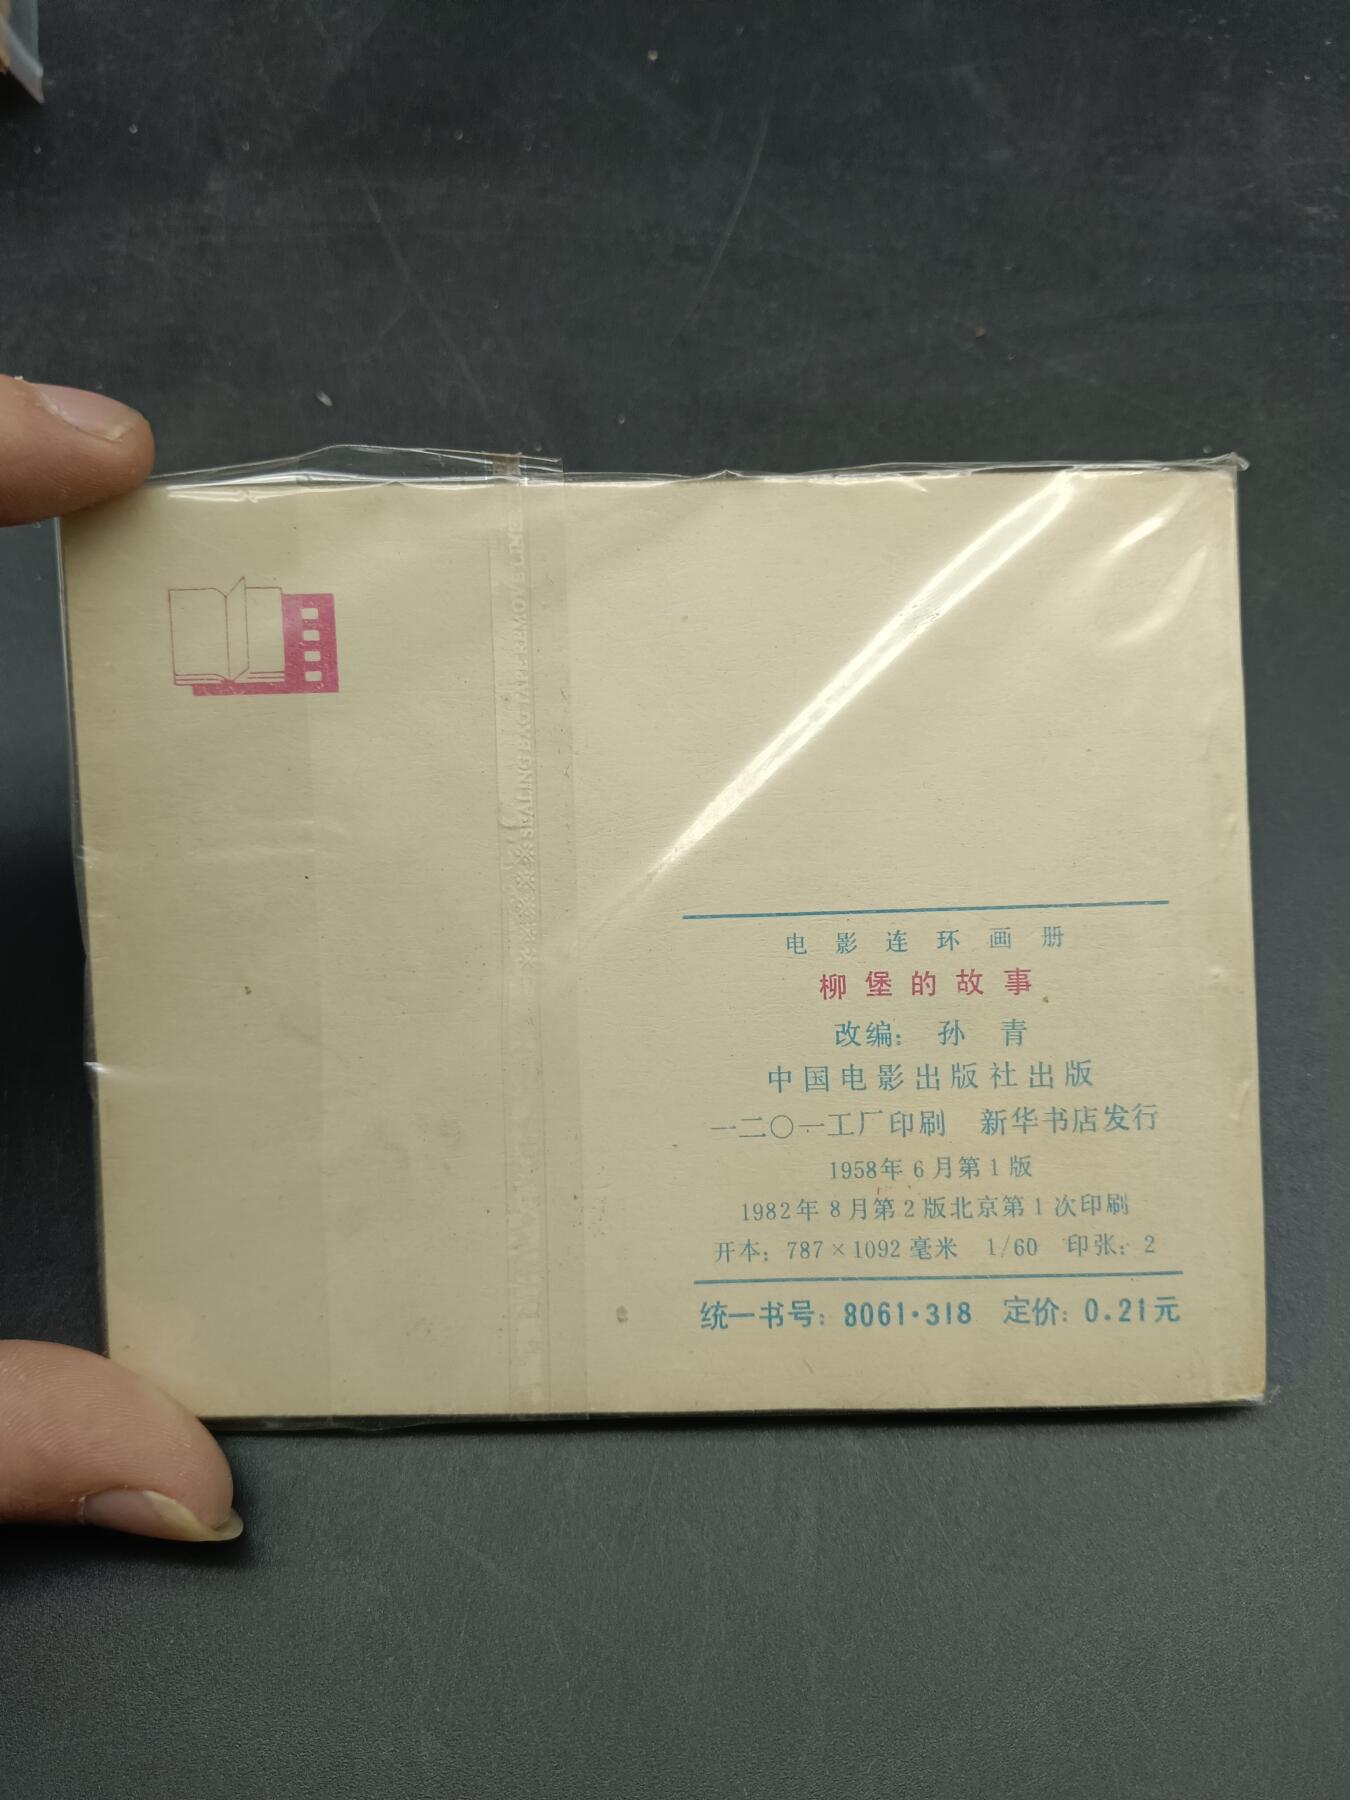 电影连环画册
柳堡的故事
改编：孙 青
中国电影出版社出版
一二〇一工厂印刷 新华书店发行
1958年6月第1版
1982年8月第2版北京第1次印刷
开本：787×1092毫米 1/60 印张：2
统一书号：8061·318 定价：0.21元
SEALING BAG TAPE REMOVE